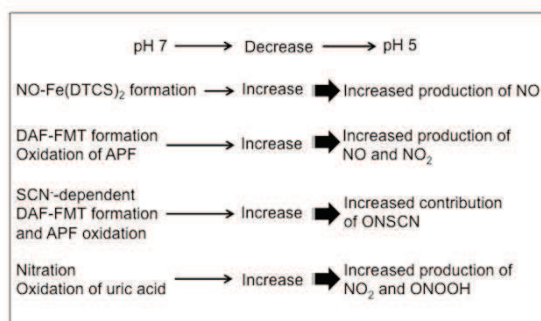 pH 7 → Decrease → pH 5
NO-Fe(DTCS)₂ formation → Increase ➡ Increased production of NO
DAF-FMT formation
Oxidation of APF → Increase ➡ Increased production of
NO and NO₂
SCN⁻-dependent
DAF-FMT formation
and APF oxidation → Increase ➡ Increased contribution
of ONSCN
Nitration
Oxidation of uric acid → Increase ➡ Increased production of
NO₂ and ONOOH